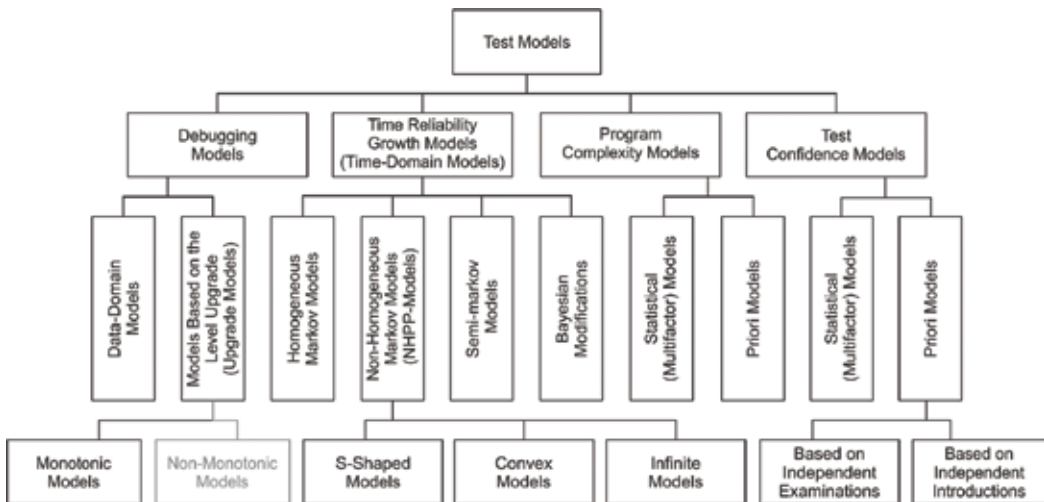 Test Models
Debugging
Models
Time Reliability
Growth Models
(Time-Domain Models)
Program
Complexity Models
Test
Confidence Models
Data-Domain
Models
Models Based on the
Level Upgrade
(Upgrade Models)
Homogeneous
Markov Models
Non-Homogeneous
Markov Models
(NHPP-Models)
Semi-markov
Models
Bayesian
Modifications
Statistical
(Multifactor) Models
Priori Models
Statistical
(Multifactor) Models
Priori Models
Monotonic
Models
Non-Monotonic
Models
S-Shaped
Models
Convex
Models
Infinite
Models
Based on
Independent
Examinations
Based on
Independent
Introductions